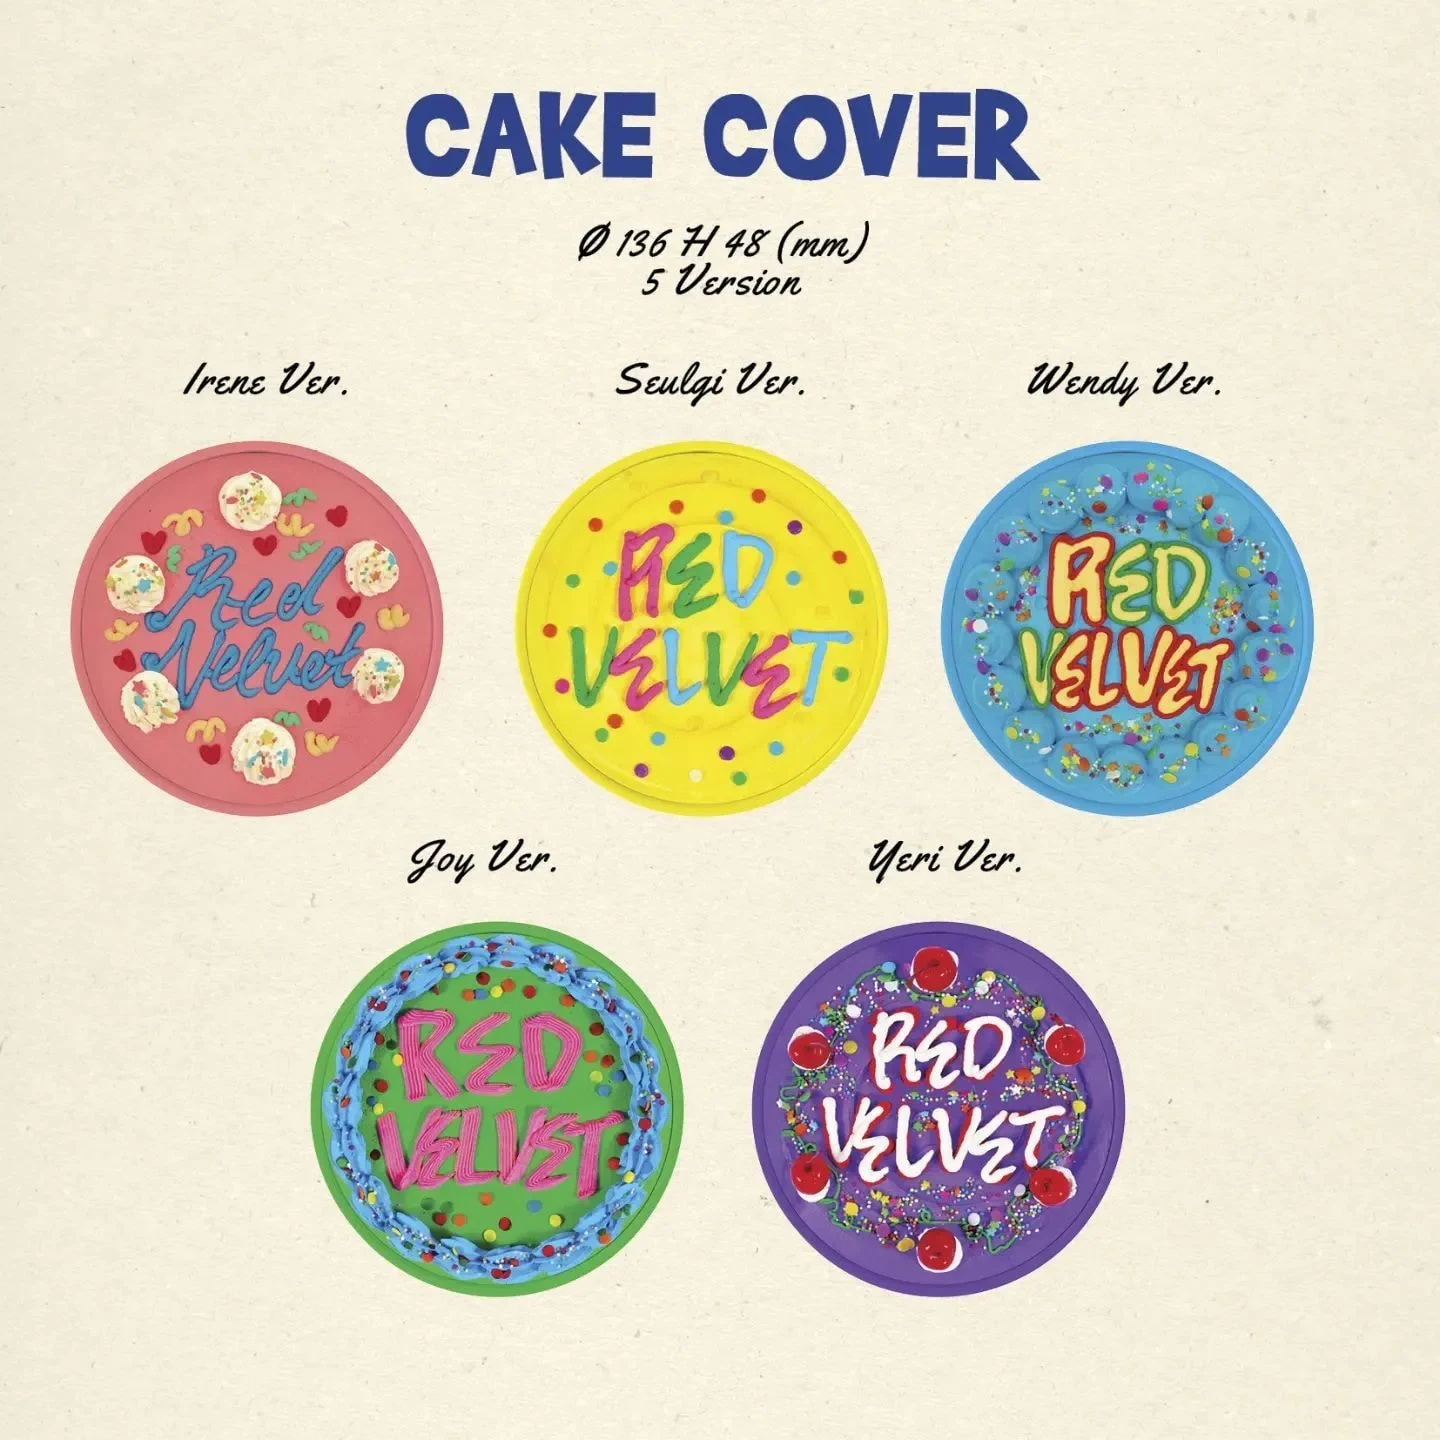 CAKE COVER
Ø 136 H 48 (mm)
5 Version
Irene Ver.
Seulgi Ver.
Wendy Ver.
Red
Velvet
RED
VELVET
RED
VELVET
Joy Ver.
Yeri Ver.
RED
VELVET
RED
VELVET